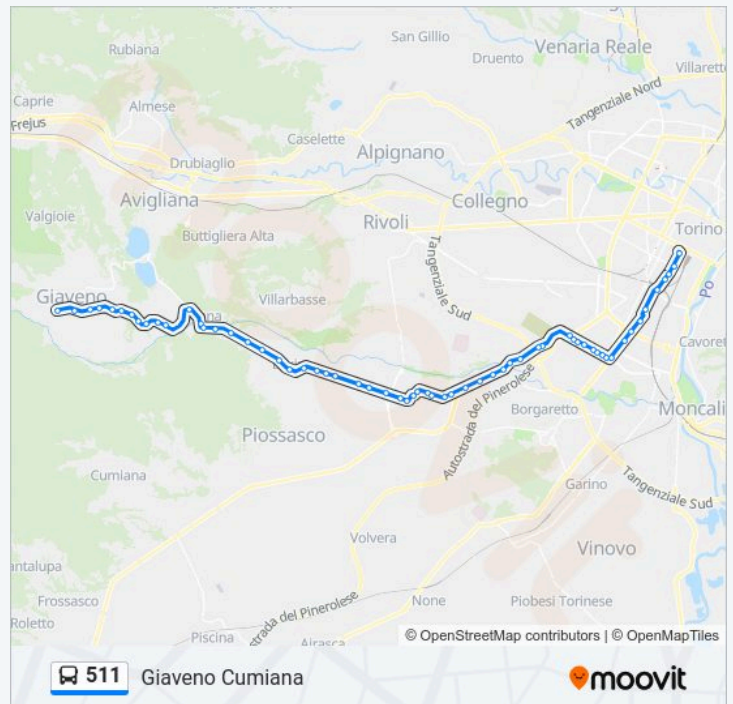 San Gillio
Venaria Reale
Rubiana
Druento
Villarett
Tangenziale Nord
Caprie
Almese
Frejus
Caselette
Alpignano
Drubiaglio
Avigliana
Collegno
Valgioie
Rivoli
Torino
Buttigliera Alta
Tangenziale Sud
Po
Giaveno
Villarbasse
Cavoret
Autostrada del Pinerolese
Borgaretto
Moncali
Piossasco
Cumiana
Tangenziale Sud
Garino
Volvera
Vinovo
antalupa
Frossasco
None
Piobesi Torinese
Roletto
strada del Pinerolese
Piscina
Airasca
© OpenStreetMap contributors | © OpenMapTiles
511 Giaveno Cumiana
moovit